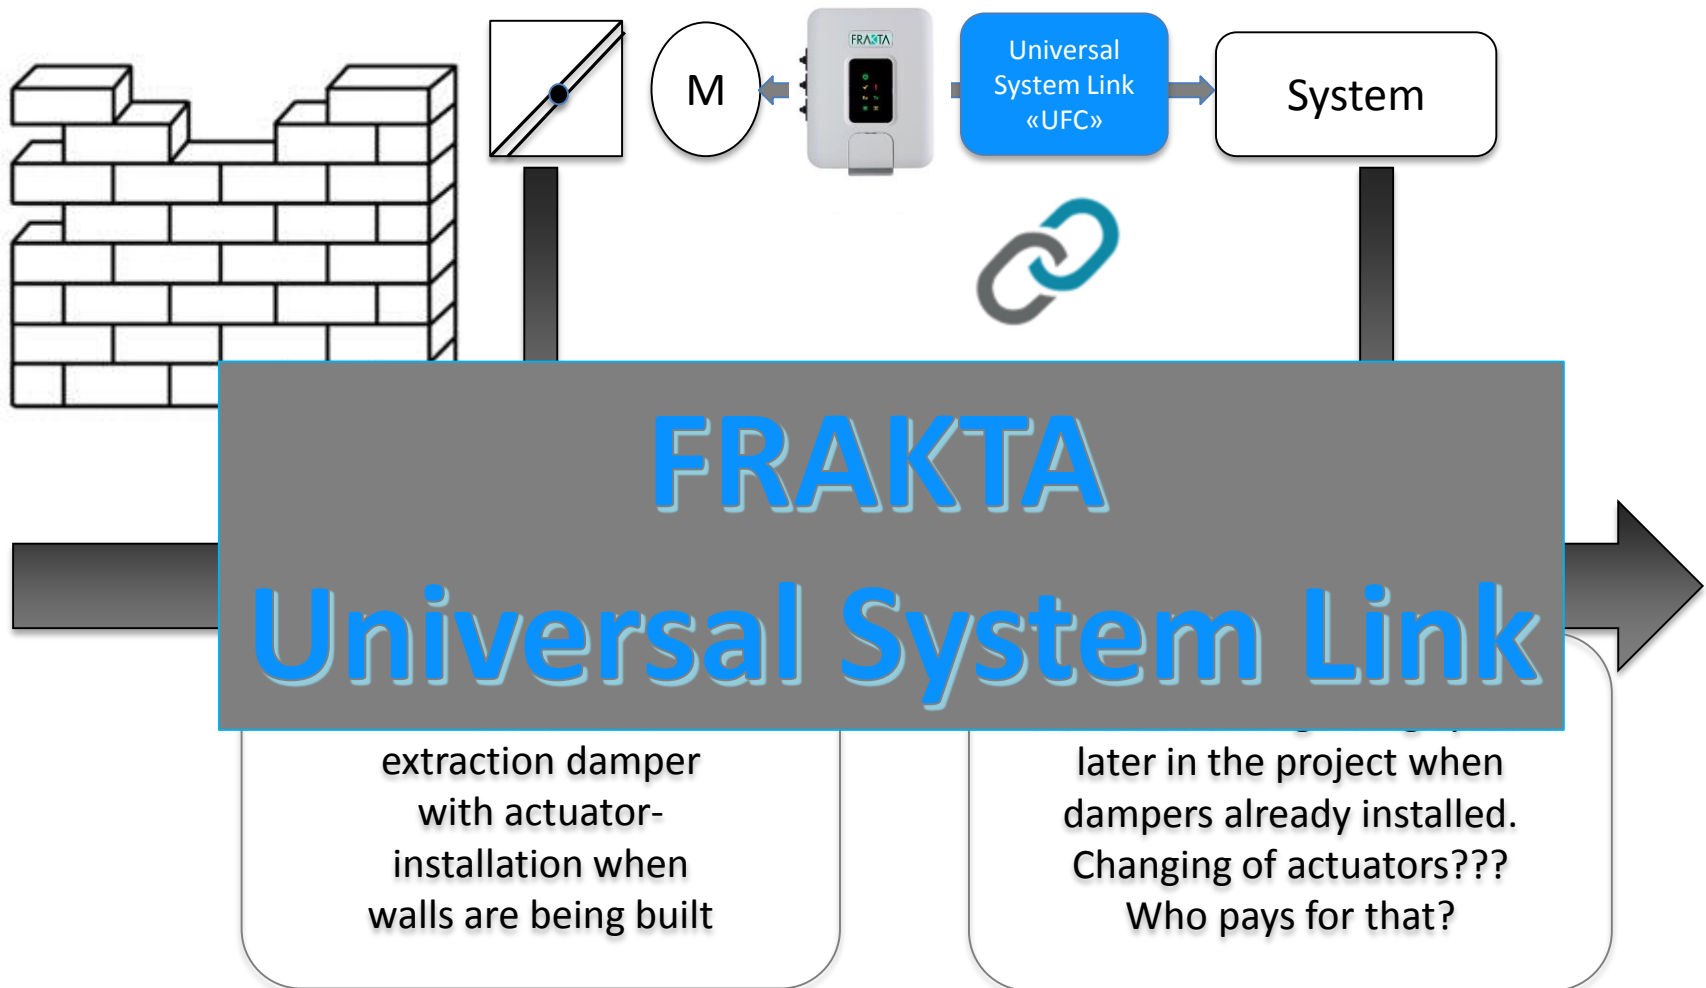 M
FRAKTA
Universal
System Link
«UFC»
System
FRAKTA
Universal System Link
extraction damper
with actuator-
installation when
walls are being built
later in the project when
dampers already installed.
Changing of actuators???
Who pays for that?